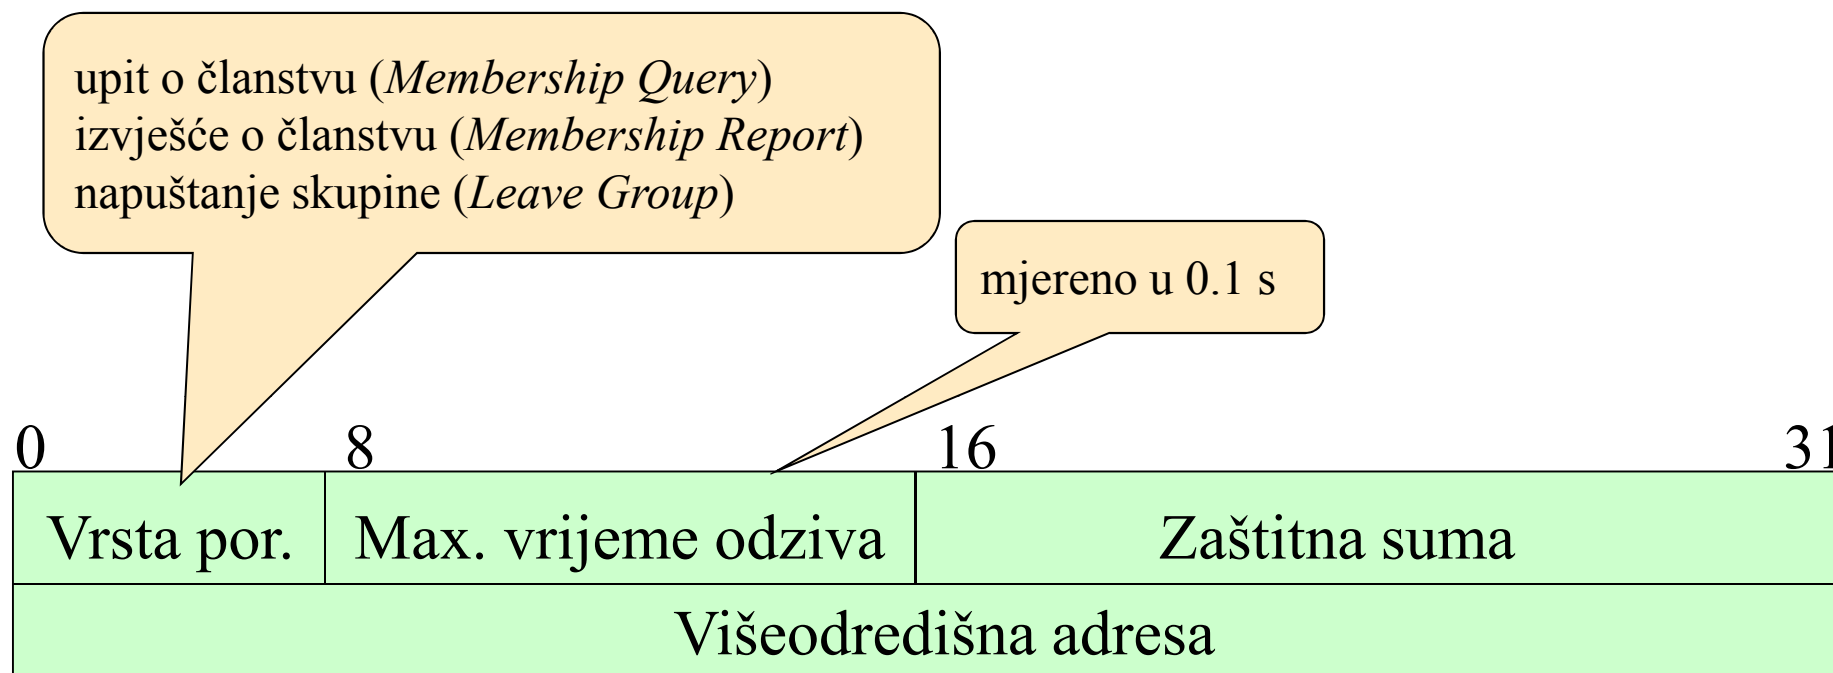 upit o članstvu (Membership Query)
izvješće o članstvu (Membership Report)
napuštanje skupine (Leave Group)
mjereno u 0.1 s
0 8 16 31
Vrsta por. Max. vrijeme odziva Zaštitna suma
Višeodredišna adresa